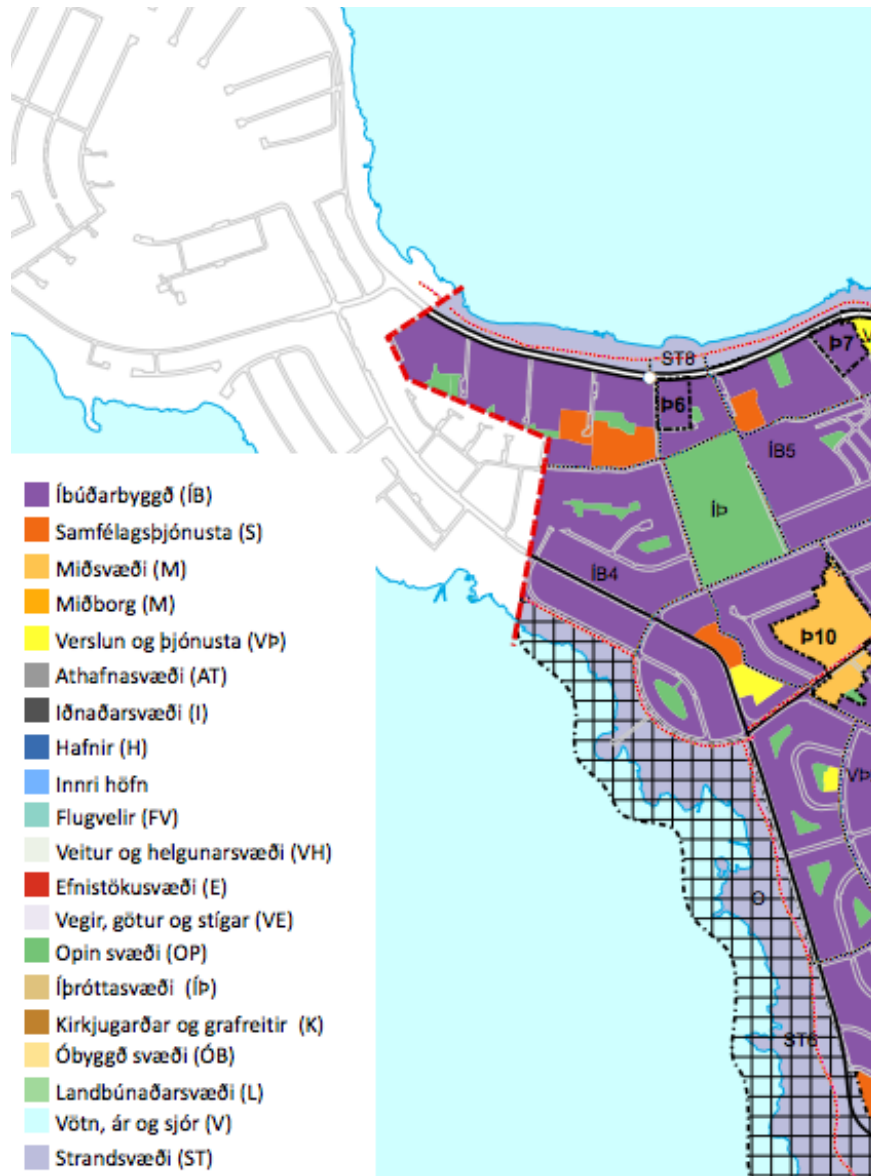 ST8
Þ7
V
Þ6
ÍB5
ÍÞ
ÍB4
Þ10
VÞ
O
ST6
Íbúðarbyggð (ÍB)
Samfélagsþjónusta (S)
Miðsvæði (M)
Miðborg (M)
Verslun og þjónusta (VÞ)
Athafnasvæði (AT)
Iðnaðarsvæði (I)
Hafnir (H)
Innri höfn
Flugvelir (FV)
Veitur og helgunarsvæði (VH)
Efnistökusvæði (E)
Vegir, götur og stígar (VE)
Opin svæði (OP)
Íþróttasvæði (ÍÞ)
Kirkjugarðar og grafreitir (K)
Óbyggð svæði (ÓB)
Landbúnaðarsvæði (L)
Vötn, ár og sjór (V)
Strandsvæði (ST)